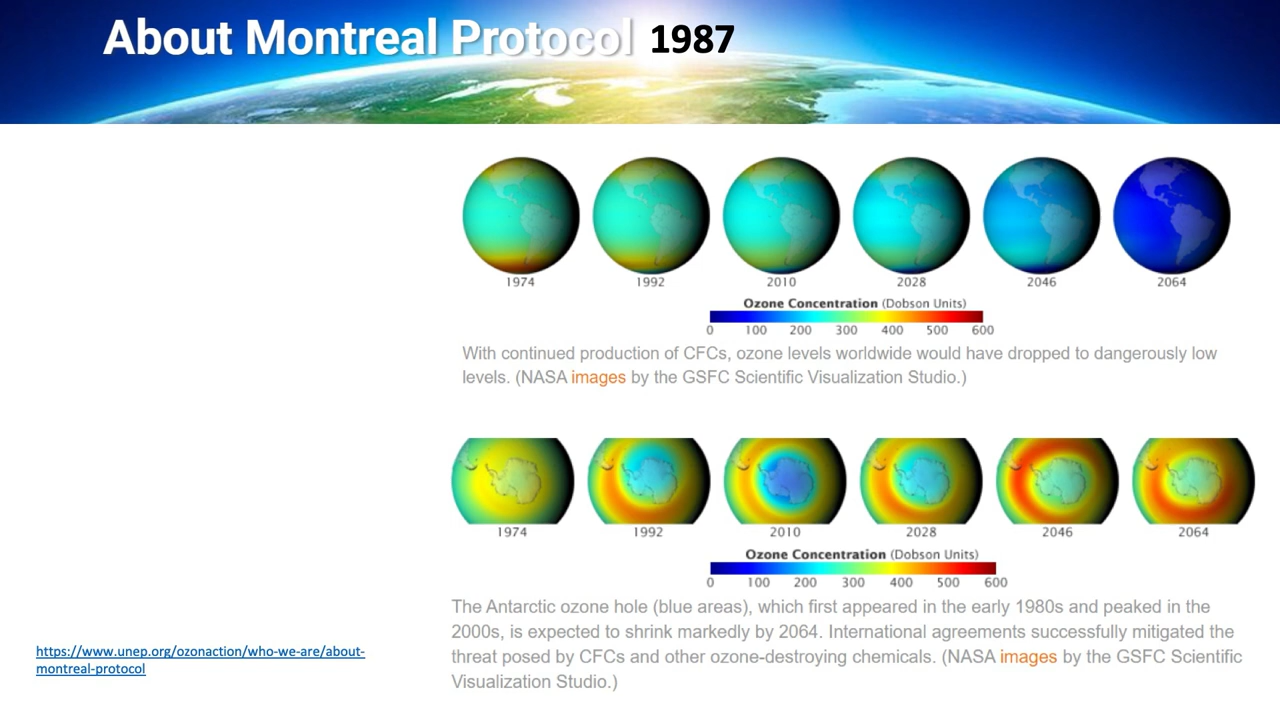 About Montreal Protocol 1987
1974 1992 2010 2028 2046 2064
Ozone Concentration (Dobson Units)
0 100 200 300 400 500 600
With continued production of CFCs, ozone levels worldwide would have dropped to dangerously low
levels. (NASA images by the GSFC Scientific Visualization Studio.)
1974 1992 2010 2028 2046 2064
Ozone Concentration (Dobson Units)
0 100 200 300 400 500 600
The Antarctic ozone hole (blue areas), which first appeared in the early 1980s and peaked in the
2000s, is expected to shrink markedly by 2064. International agreements successfully mitigated the
threat posed by CFCs and other ozone-destroying chemicals. (NASA images by the GSFC Scientific
Visualization Studio.)
https://www.unep.org/ozonaction/who-we-are/about-
montreal-protocol